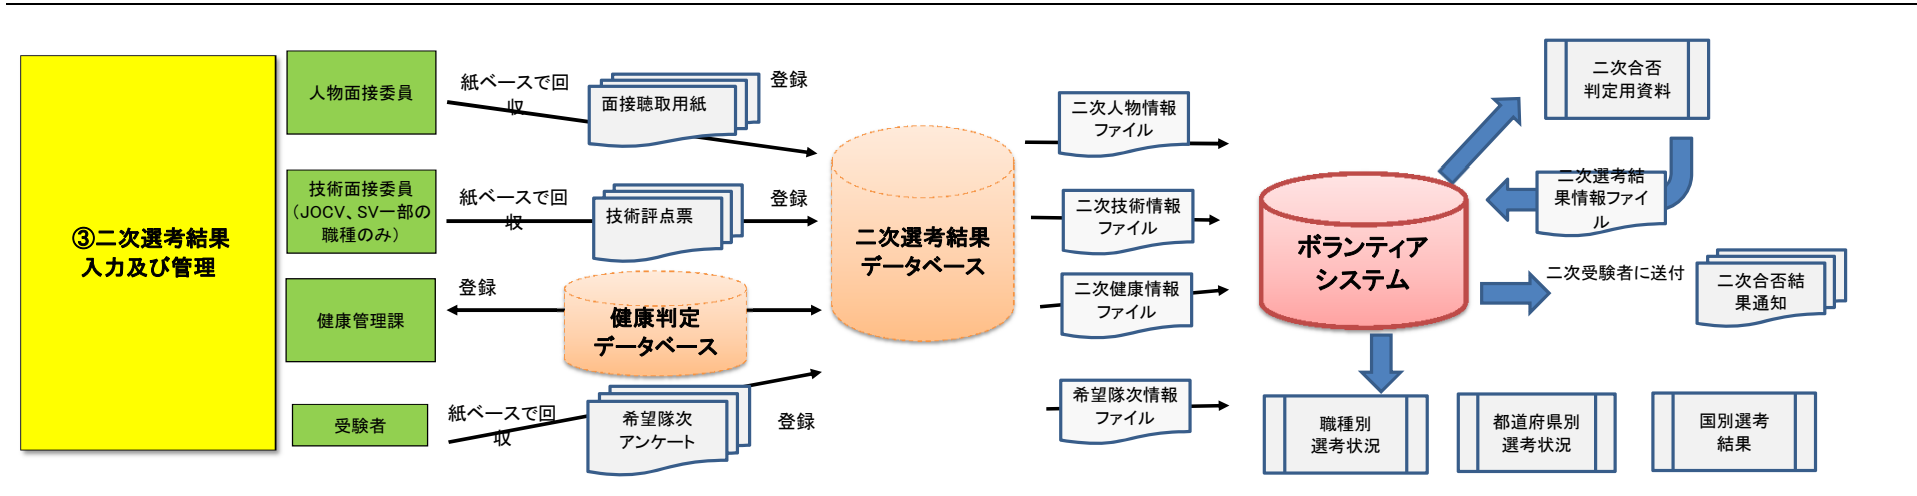 ③二次選考結果
入力及び管理
人物面接委員
紙ベースで回
収
面接聴取用紙
登録
技術面接委員
（JOCV、SV一部の
職種のみ）
紙ベースで回
収
技術評点票
登録
健康管理課
登録
健康判定
データベース
受験者
紙ベースで回
収
希望隊次
アンケート
登録
二次選考結果
データベース
二次人物情報
ファイル
二次技術情報
ファイル
二次健康情報
ファイル
希望隊次情報
ファイル
ボランティア
システム
二次合否
判定用資料
二次選考結
果情報ファイ
ル
二次受験者に送付
二次合否結
果通知
職種別
選考状況
都道府県別
選考状況
国別選考
結果